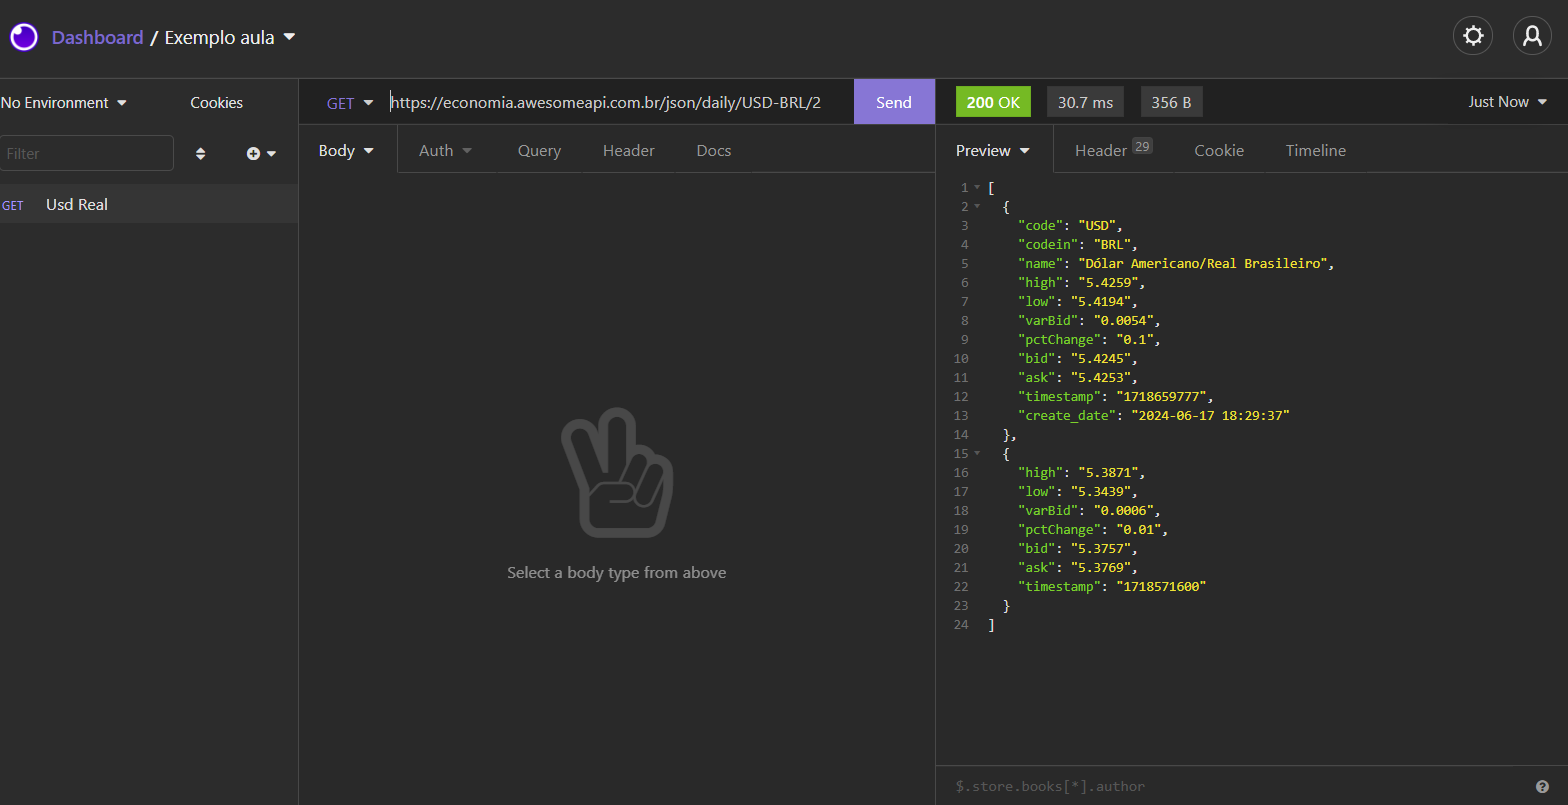 Dashboard / Exemplo aula
No Environment
Cookies
Filter
GET Usd Real
GET https://economia.awesomeapi.com.br/json/daily/USD-BRL/2
Send
Body
Auth
Query
Header
Docs
Select a body type from above
200 OK
30.7 ms
356 B
Just Now
Preview
Header 29
Cookie
Timeline
1 [
2 {
3 "code": "USD",
4 "codein": "BRL",
5 "name": "Dólar Americano/Real Brasileiro",
6 "high": "5.4259",
7 "low": "5.4194",
8 "varBid": "0.0054",
9 "pctChange": "0.1",
10 "bid": "5.4245",
11 "ask": "5.4253",
12 "timestamp": "1718659777",
13 "create_date": "2024-06-17 18:29:37"
14 },
15 {
16 "high": "5.3871",
17 "low": "5.3439",
18 "varBid": "0.0006",
19 "pctChange": "0.01",
20 "bid": "5.3757",
21 "ask": "5.3769",
22 "timestamp": "1718571600"
23 }
24 ]
$.store.books[*].author